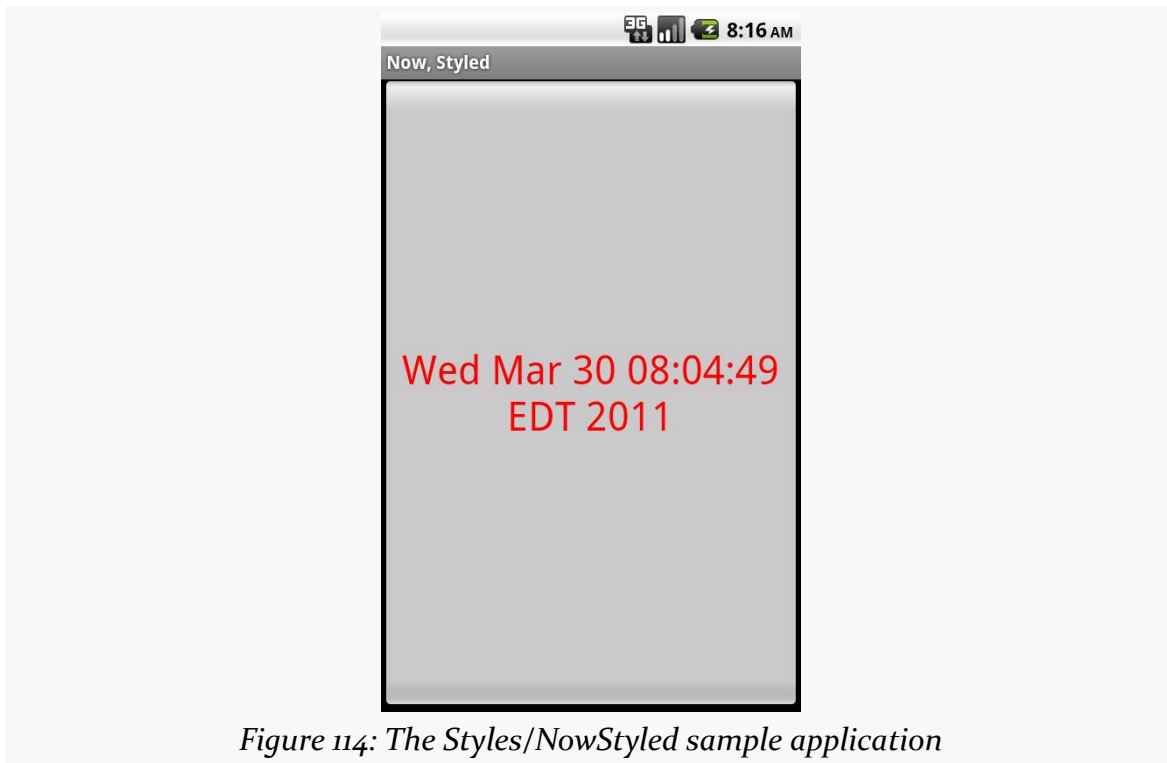 3G 8:16 AM
Now, Styled
Wed Mar 30 08:04:49
EDT 2011
Figure 114: The Styles/NowStyled sample application